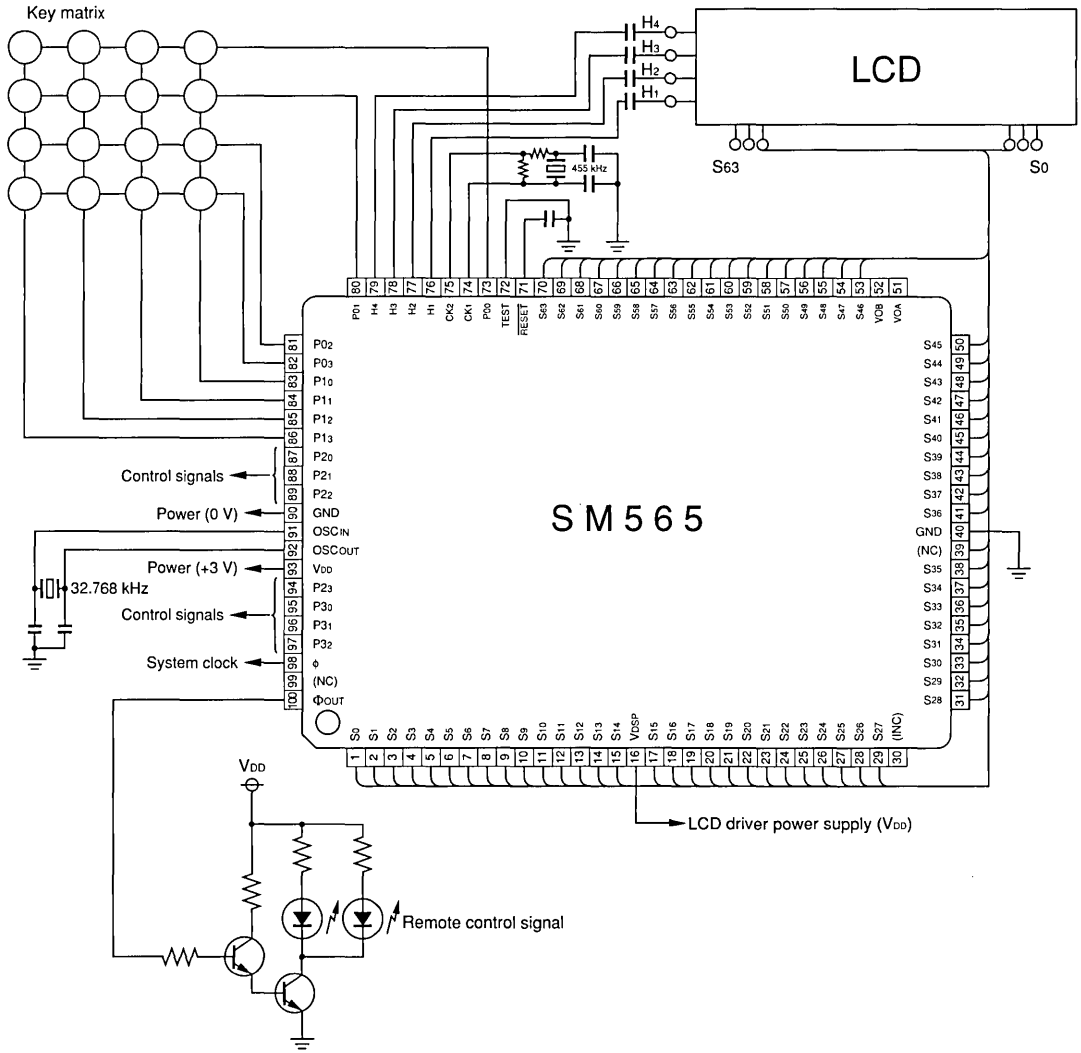 Key matrix
H4
H3
H2
H1
LCD
S63
S0
455 kHz
80 79 78 77 76 75 74 73 72 71 70 69 68 67 66 65 64 63 62 61 60 59 58 57 56 55 54 53 52 51
P01 H4 H3 H2 H1 CK2 CK1 P00 TEST RESET S63 S62 S61 S60 S59 S58 S57 S56 S55 S54 S53 S52 S51 S50 S49 S48 S47 S46 VOB VOA
81 P02
82 P03
83 P10
84 P11
85 P12
86 P13
87 P20
Control signals 88 P21
89 P22
Power (0 V) 90 GND
91 OSCIN
92 OSCOUT
Power (+3 V) 93 VDD
32.768 kHz
94 P23
Control signals
95 P30
96 P31
97 P32
System clock 98 ϕ
99 (NC)
100 ΦOUT
SM565
S45 50
S44 49
S43 48
S42 47
S41 46
S40 45
S39 44
S38 43
S37 42
S36 41
GND 40
(NC) 39
S35 38
S34 37
S33 36
S32 35
S31 34
S30 33
S29 32
S28 31
S0 S1 S2 S3 S4 S5 S6 S7 S8 S9 S10 S11 S12 S13 S14 VDSP S15 S16 S17 S18 S19 S20 S21 S22 S23 S24 S25 S26 S27 (INC)
1 2 3 4 5 6 7 8 9 10 11 12 13 14 15 16 17 18 19 20 21 22 23 24 25 26 27 28 29 30
VDD
LCD driver power supply (VDD)
Remote control signal